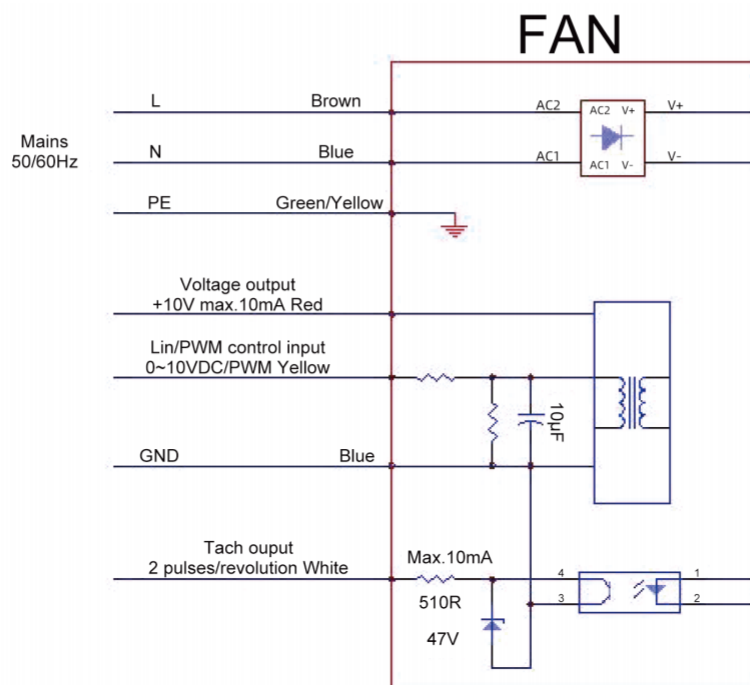 FAN
L Brown
Mains
50/60Hz
N Blue
PE Green/Yellow
AC2 AC2 V+ V+
AC1 AC1 V- V-
Voltage output
+10V max.10mA Red
Lin/PWM control input
0~10VDC/PWM Yellow
10µF
GND Blue
Tach ouput
2 pulses/revolution White
Max.10mA
510R
47V
4 1
3 2